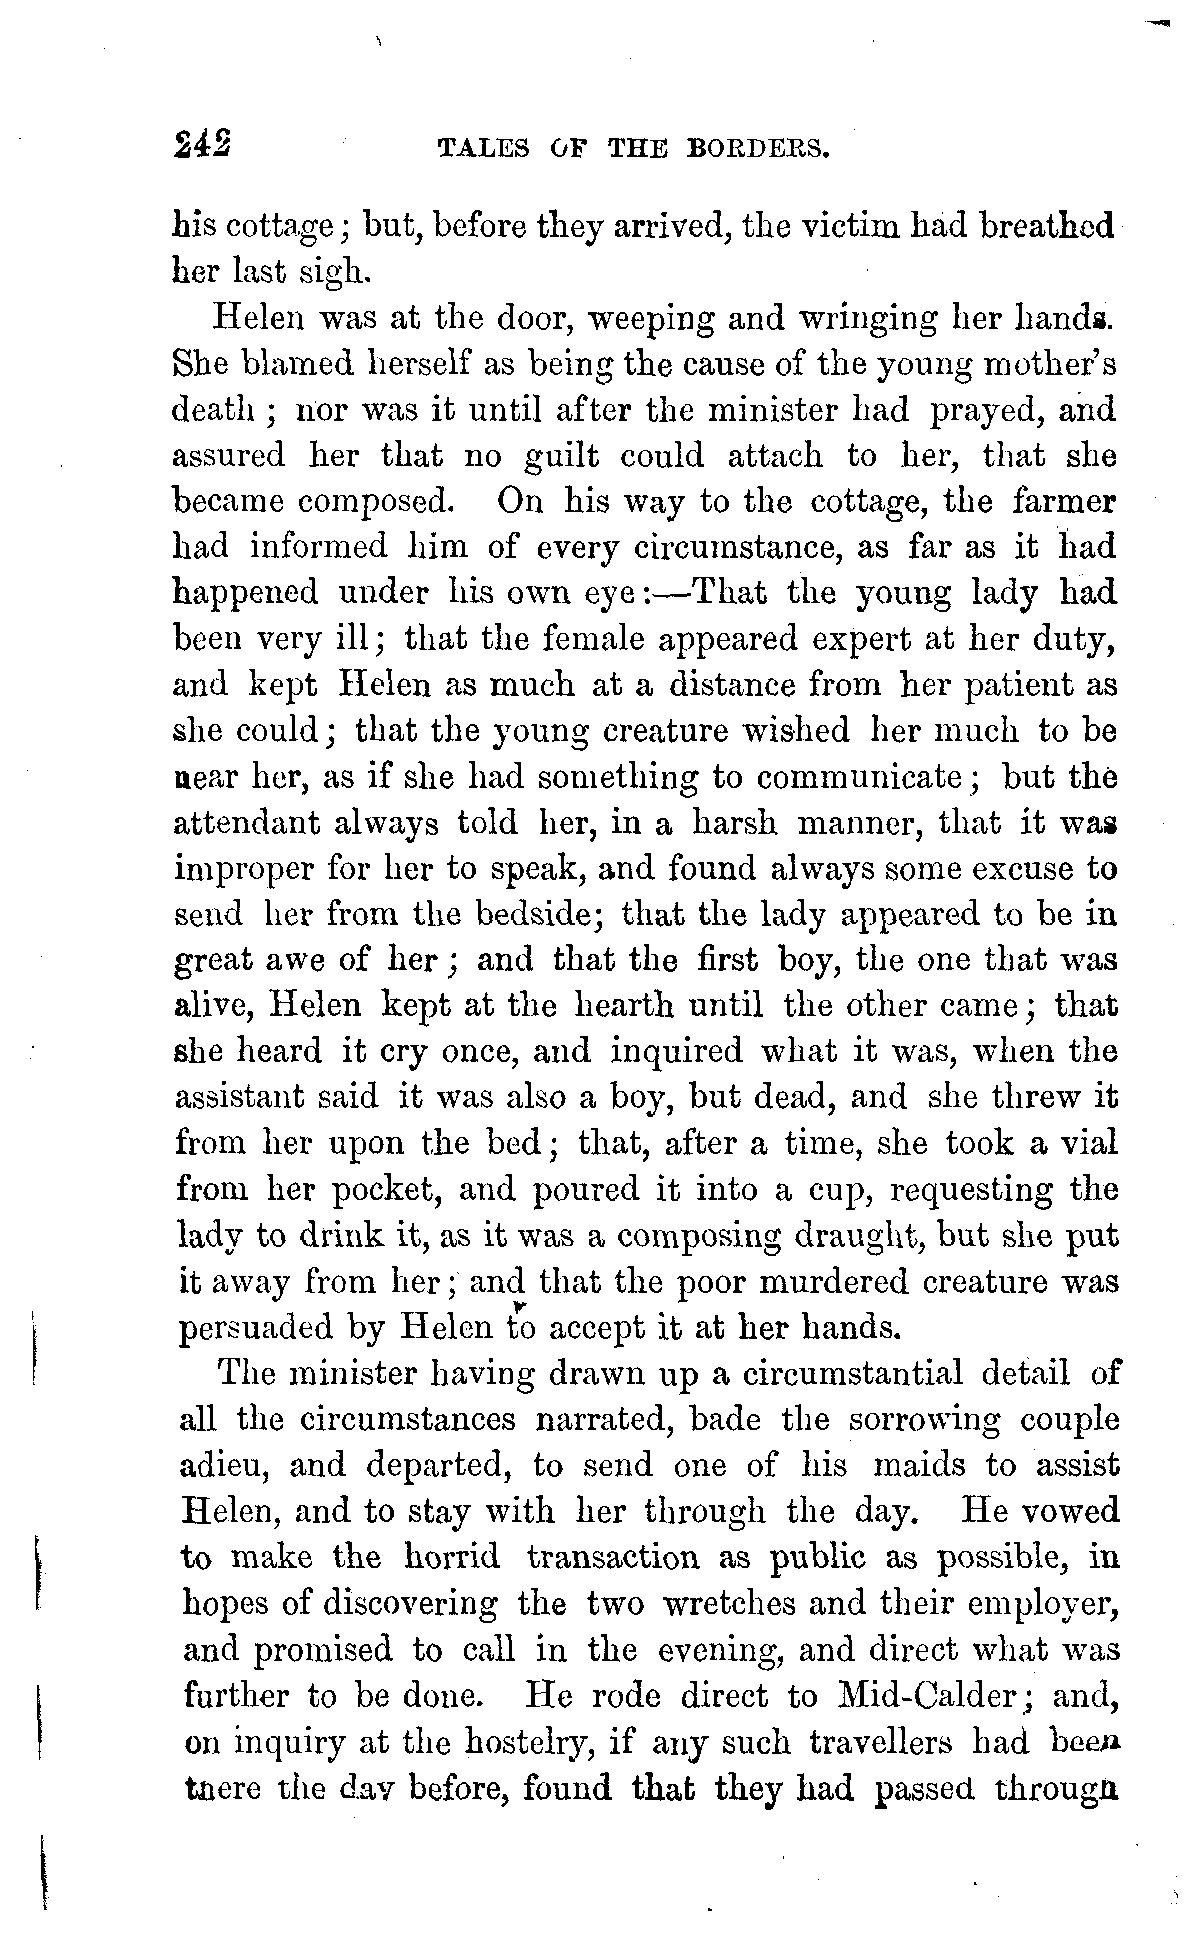 242 TALES OF THE BORDERS.
his cottage; but, before they arrived, the victim had breathed
her last sigh.
Helen was at the door, weeping and wringing her hands.
She blamed herself as being the cause of the young mother's
death; nor was it until after the minister had prayed, and
assured her that no guilt could attach to her, that she
became composed. On his way to the cottage, the farmer
had informed him of every circumstance, as far as it had
happened under his own eye:—That the young lady had
been very ill; that the female appeared expert at her duty,
and kept Helen as much at a distance from her patient as
she could; that the young creature wished her much to be
near her, as if she had something to communicate; but the
attendant always told her, in a harsh manner, that it was
improper for her to speak, and found always some excuse to
send her from the bedside; that the lady appeared to be in
great awe of her; and that the first boy, the one that was
alive, Helen kept at the hearth until the other came; that
she heard it cry once, and inquired what it was, when the
assistant said it was also a boy, but dead, and she threw it
from her upon the bed; that, after a time, she took a vial
from her pocket, and poured it into a cup, requesting the
lady to drink it, as it was a composing draught, but she put
it away from her; and that the poor murdered creature was
persuaded by Helen to accept it at her hands.
The minister having drawn up a circumstantial detail of
all the circumstances narrated, bade the sorrowing couple
adieu, and departed, to send one of his maids to assist
Helen, and to stay with her through the day. He vowed
to make the horrid transaction as public as possible, in
hopes of discovering the two wretches and their employer,
and promised to call in the evening, and direct what was
further to be done. He rode direct to Mid-Calder; and,
on inquiry at the hostelry, if any such travellers had been
there the day before, found that they had passed through